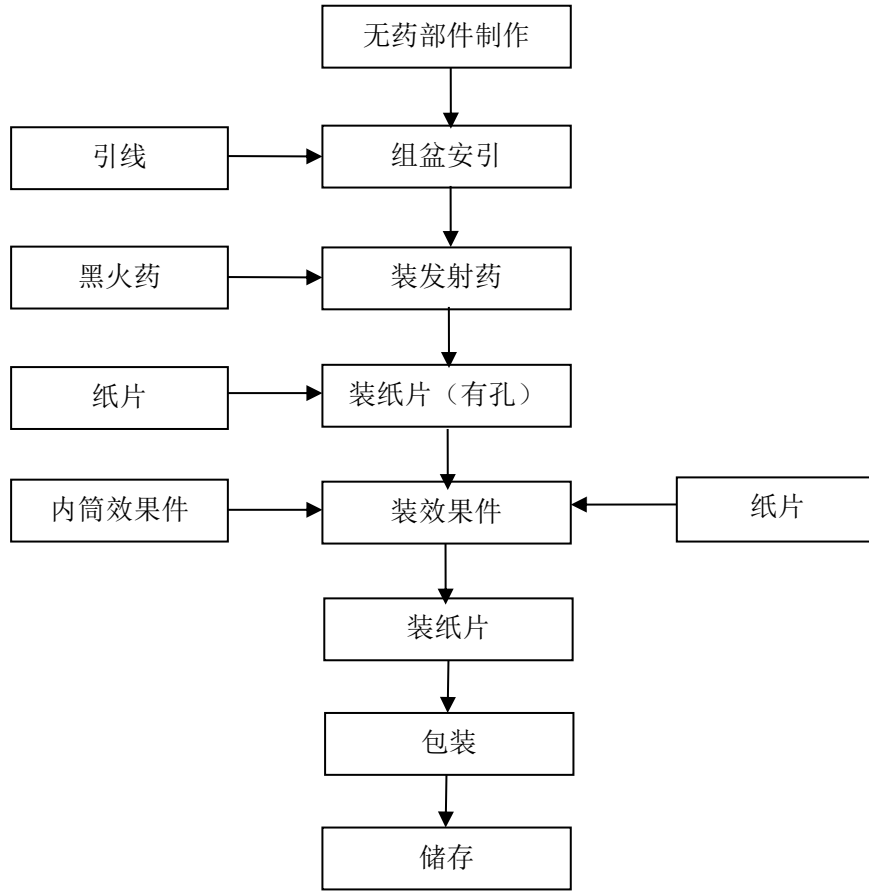 无药部件制作
引线
组盆安引
黑火药
装发射药
纸片
装纸片（有孔）
内筒效果件
装效果件
纸片
装纸片
包装
储存